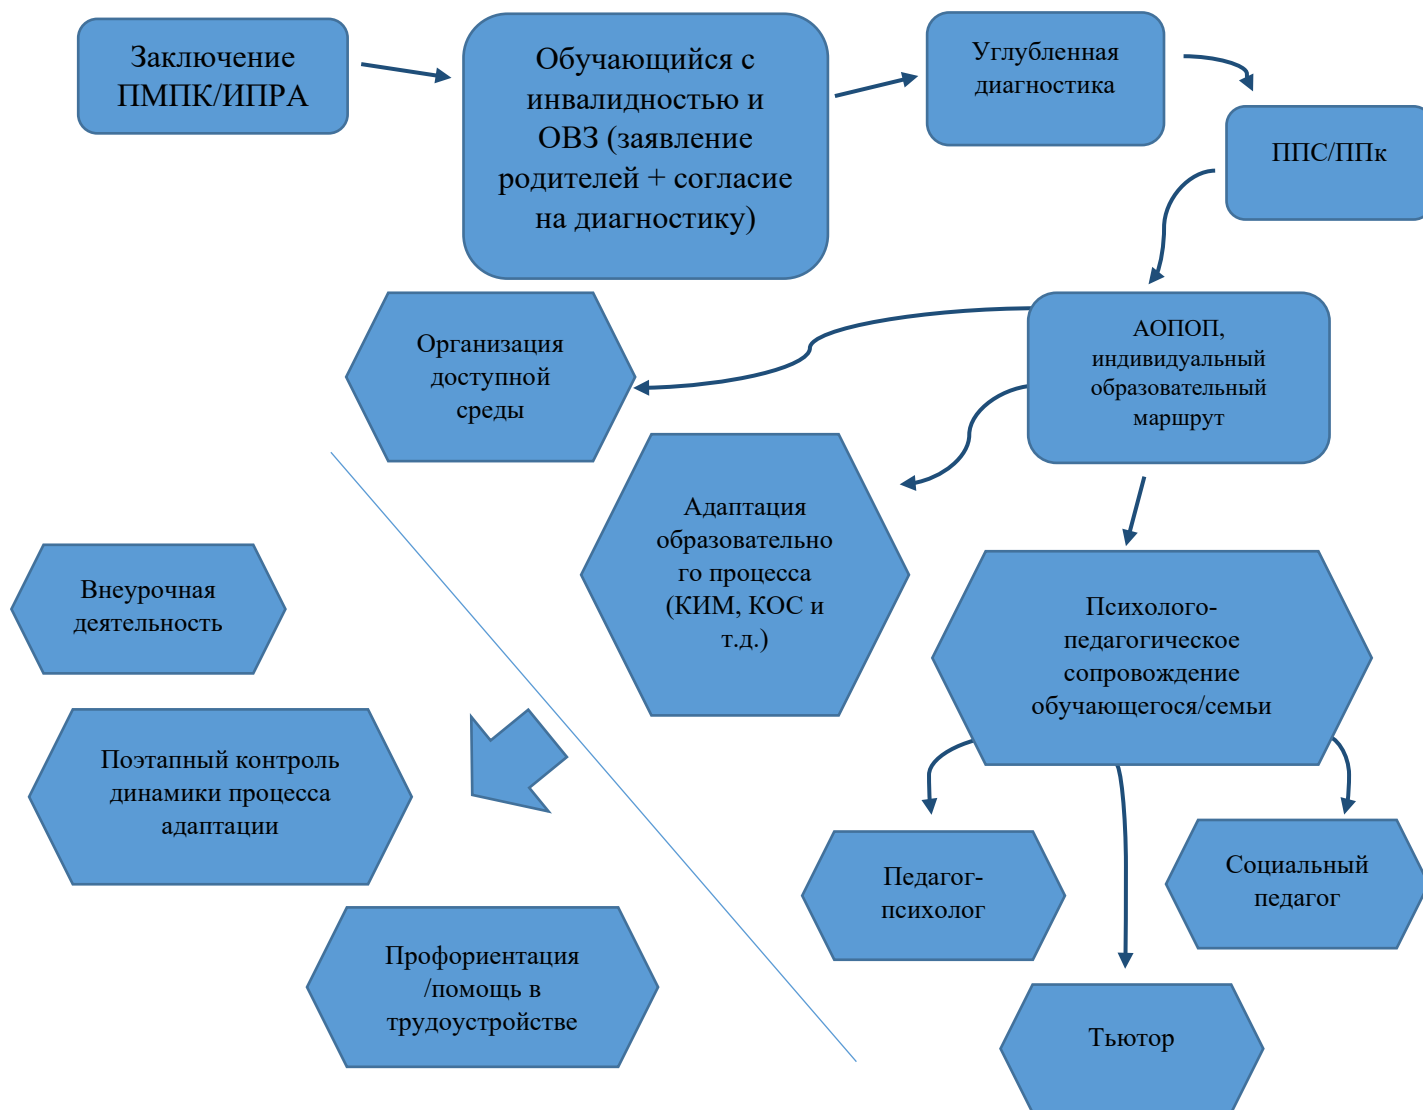 Заключение
ПМПК/ИПРА
Обучающийся с
инвалидностью и
ОВЗ (заявление
родителей + согласие
на диагностику)
Углубленная
диагностика
ППС/ППк
АОПОП,
индивидуальный
образовательный
маршрут
Организация
доступной
среды
Адаптация
образовательно
го процесса
(КИМ, КОС и
т.д.)
Психолого-
педагогическое
сопровождение
обучающегося/семьи
Педагог-
психолог
Социальный
педагог
Тьютор
Внеурочная
деятельность
Поэтапный контроль
динамики процесса
адаптации
Профориентация
/помощь в
трудоустройстве